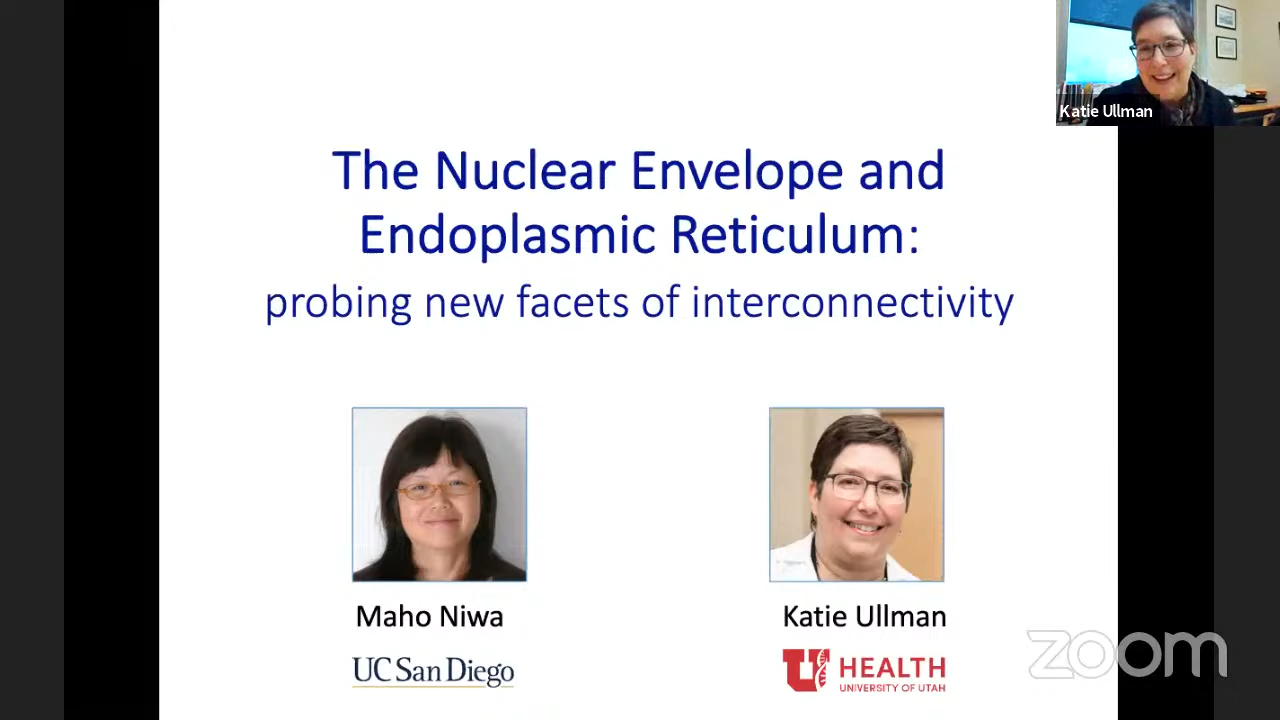 Katie Ullman
The Nuclear Envelope and
Endoplasmic Reticulum:
probing new facets of interconnectivity
Maho Niwa
Katie Ullman
UC San Diego
U HEALTH
UNIVERSITY OF UTAH
zoom